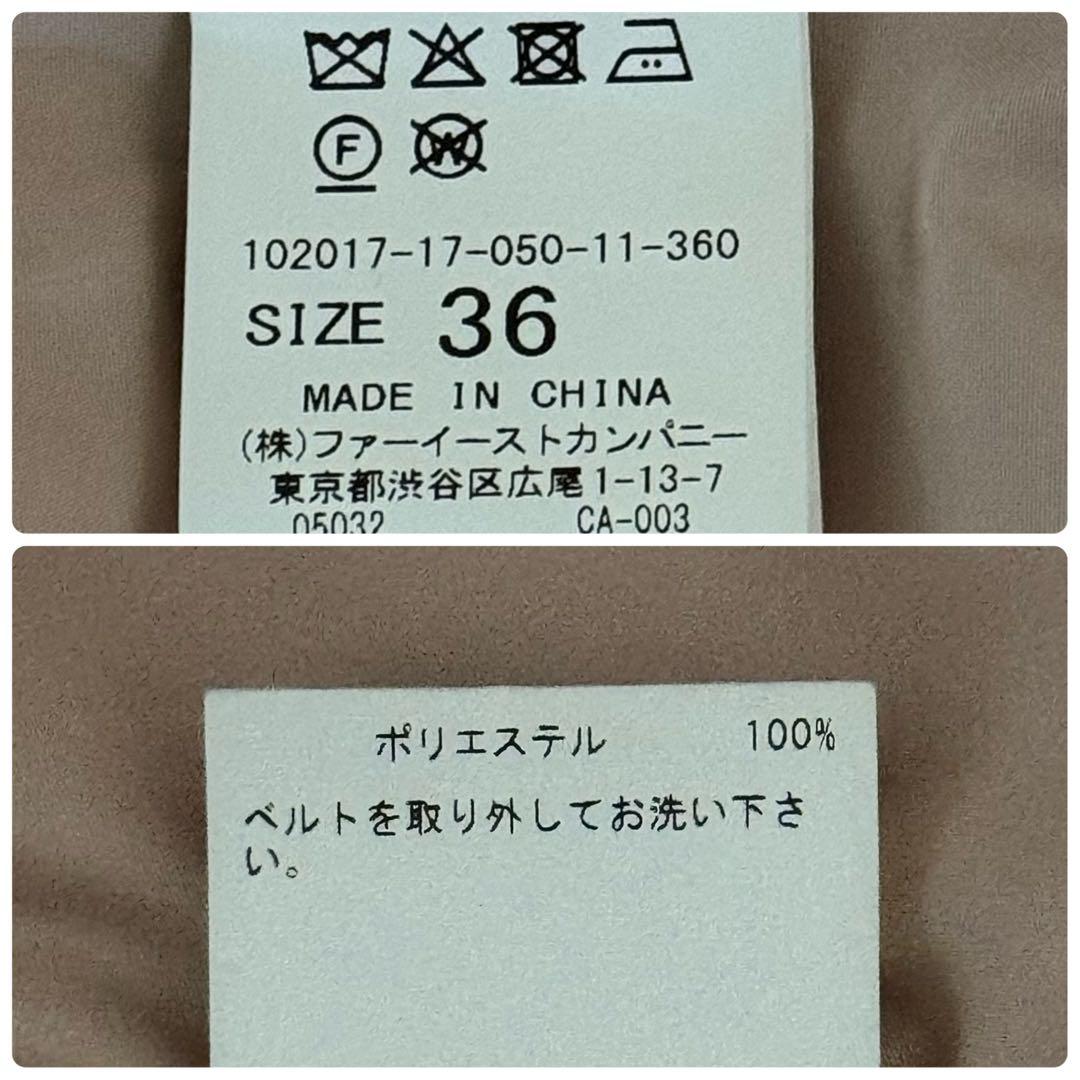 F
W
102017-17-050-11-360
SIZE 36
MADE IN CHINA
(株)ファーイーストカンパニー
東京都渋谷区広尾1-13-7
05032 CA-003
ポリエステル 100%
ベルトを取り外してお洗い下さ
い。